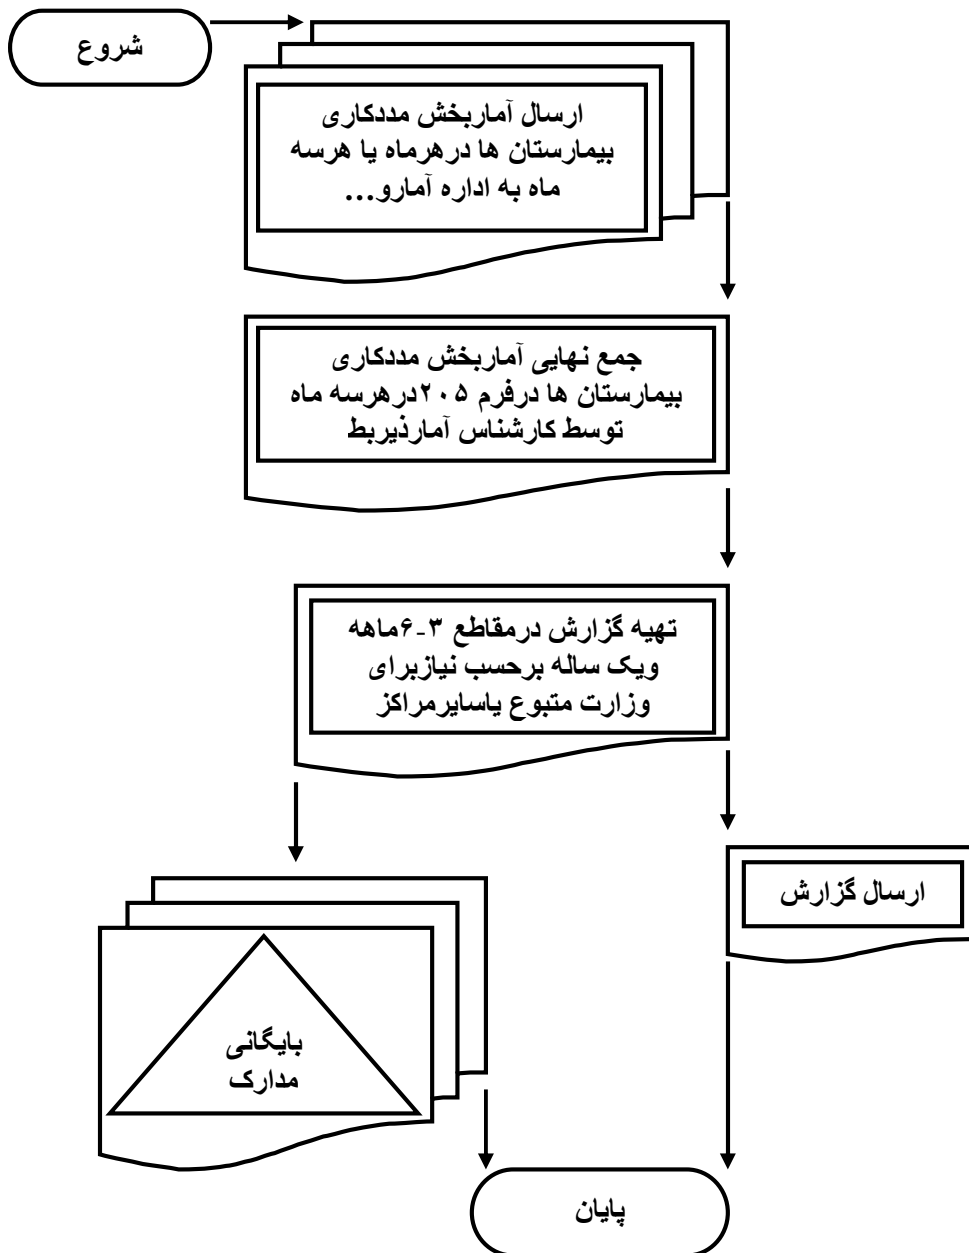 شروع
ارسال آماربخش مددکاری
بیمارستان ها درهرماه یا هرسه
ماه به اداره آمارو...
جمع نهایی آماربخش مددکاری
بیمارستان ها درفرم ۲۰۵درهرسه ماه
توسط کارشناس آمارذیربط
تهیه گزارش درمقاطع ۳-۶ماهه
ویک ساله برحسب نیازبرای
وزارت متبوع یاسایرمراکز
ارسال گزارش
بایگانی
مدارک
پایان